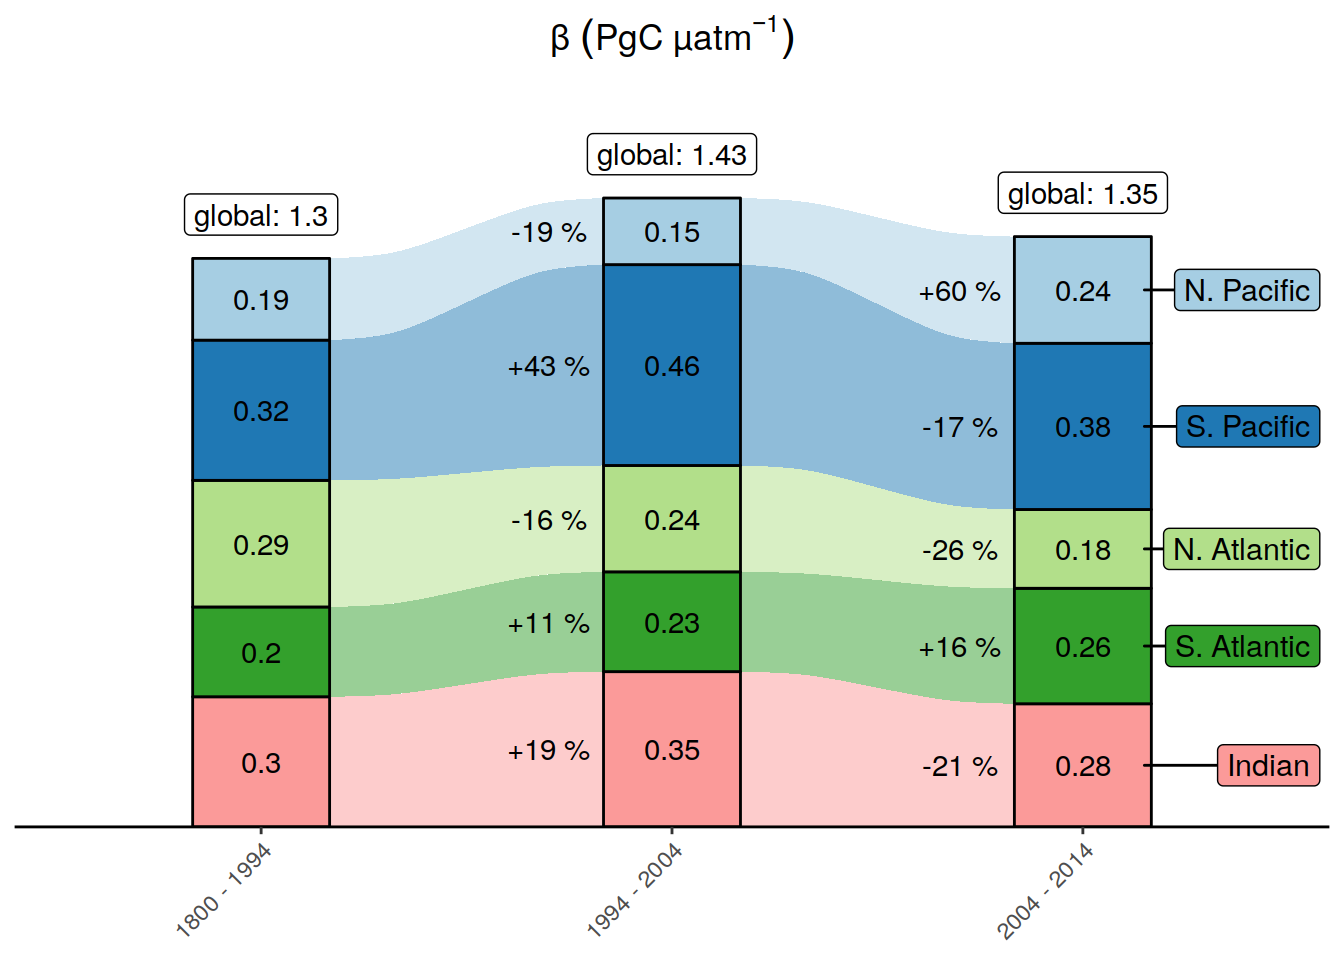 β (PgC µatm⁻¹)
global: 1.43
global: 1.35
global: 1.3
-19 % 0.15
0.19 +60 % 0.24 N. Pacific
+43 % 0.46
0.32 -17 % 0.38 S. Pacific
-16 % 0.24
0.29 -26 % 0.18 N. Atlantic
+11 % 0.23
0.2 +16 % 0.26 S. Atlantic
+19 % 0.35
0.3 -21 % 0.28 Indian
1800 - 1994 1994 - 2004 2004 - 2014